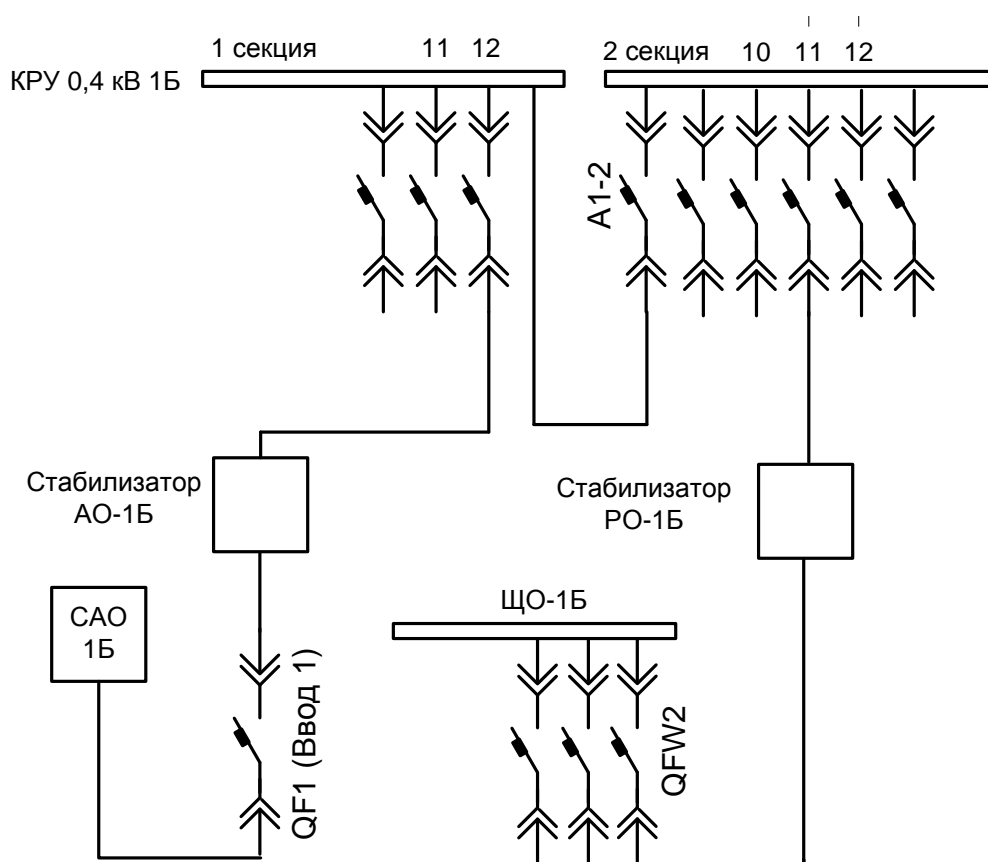 1 секция 11 12 2 секция 10 11 12
КРУ 0,4 кВ 1Б
А1-2
Стабилизатор
АО-1Б
Стабилизатор
РО-1Б
САО
1Б
ЩО-1Б
QF1 (Ввод 1)
QFW2